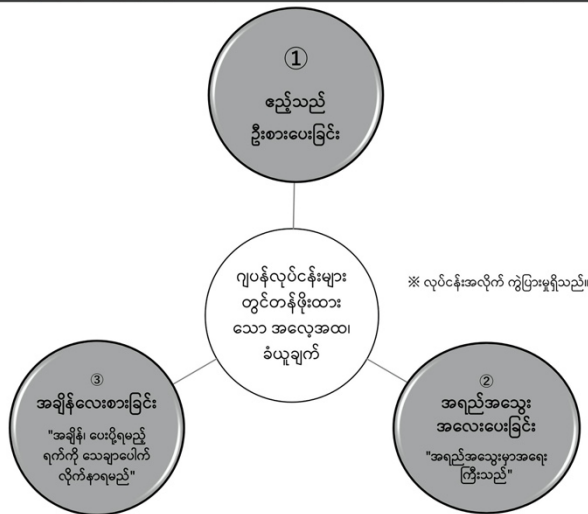 ①
ဧည့်သည်
ဦးစားပေးခြင်း
ဂျပန်လုပ်ငန်းများ
တွင်တန်ဖိုးထား
သော အလေ့အထ၊
ခံယူချက်
※ လုပ်ငန်းအလိုက် ကွဲပြားမှုရှိသည်။
③
အချိန်လေးစားခြင်း
"အချိန်၊ ပေးပို့ရမည့်
ရက်ကို သေချာပေါက်
လိုက်နာရမည်"
②
အရည်အသွေး
အလေးပေးခြင်း
"အရည်အသွေးမှာအရေး
ကြီးသည်"